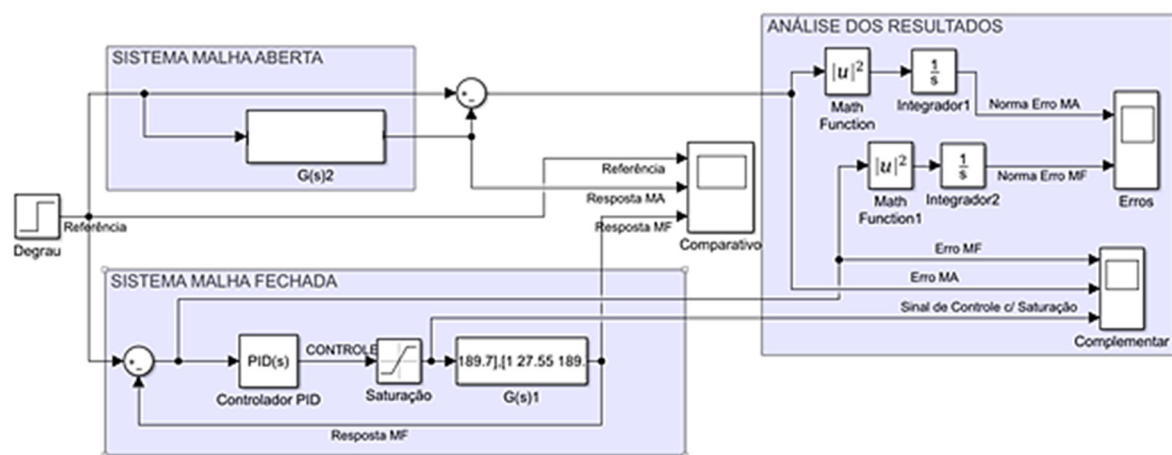 SISTEMA MALHA ABERTA
G(s)2
Degrau
Referência
+
-
Referência
Resposta MA
Resposta MF
Comparativo
SISTEMA MALHA FECHADA
+
-
PID(s)
Controlador PID
CONTROLE
Saturação
189.7],[1 27.55 189.
G(s)1
Resposta MF
ANÁLISE DOS RESULTADOS
|u|²
Math
Function
1
s
Integrador1
Norma Erro MA
|u|²
Math
Function1
1
s
Integrador2
Norma Erro MF
Erros
Erro MF
Erro MA
Sinal de Controle c/ Saturação
Complementar